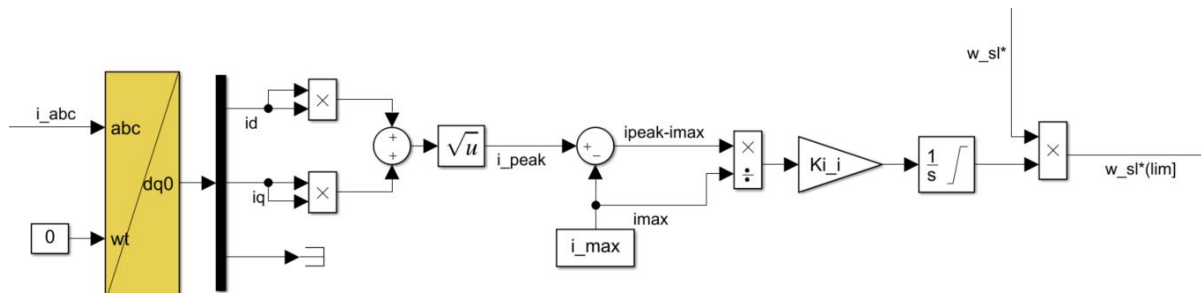 w_sl*
i_abc
abc
id
×
+
+
√u
i_peak
+
−
ipeak-imax
×
÷
Ki_i
1
s
×
w_sl*(lim]
dq0
iq
×
imax
0
wt
i_max